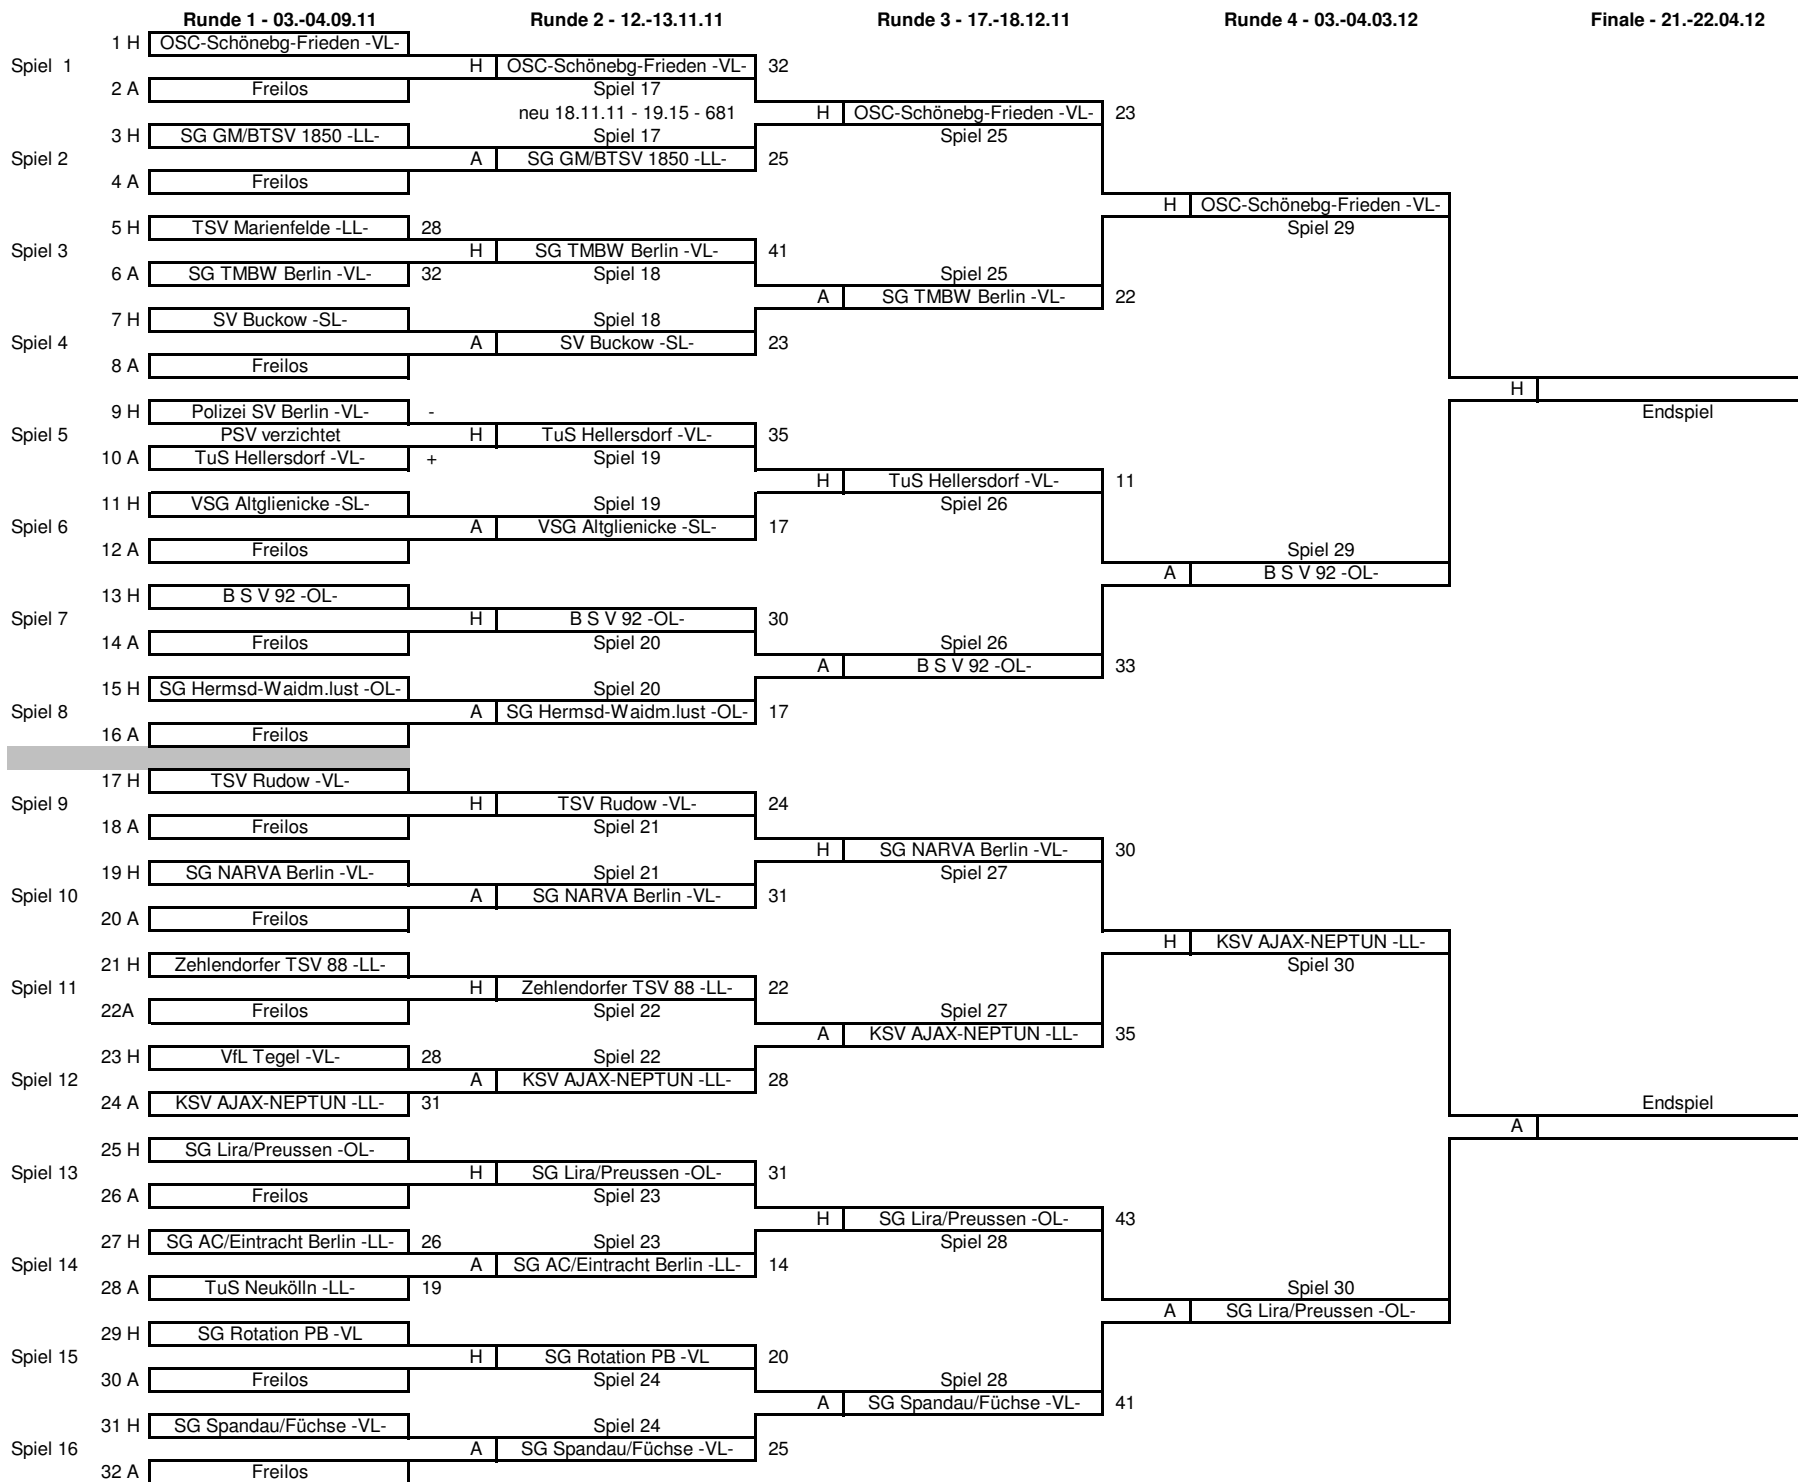 Runde 1 - 03.-04.09.11 Runde 2 - 12.-13.11.11 Runde 3 - 17.-18.12.11 Runde 4 - 03.-04.03.12 Finale - 21.-22.04.12
1 H OSC-Schönebg-Frieden -VL-
Spiel 1 H OSC-Schönebg-Frieden -VL- 32
2 A Freilos Spiel 17
neu 18.11.11 - 19.15 - 681 H OSC-Schönebg-Frieden -VL- 23
3 H SG GM/BTSV 1850 -LL- Spiel 17 Spiel 25
Spiel 2 A SG GM/BTSV 1850 -LL- 25
4 A Freilos
H OSC-Schönebg-Frieden -VL-
5 H TSV Marienfelde -LL- 28 Spiel 29
Spiel 3 H SG TMBW Berlin -VL- 41
6 A SG TMBW Berlin -VL- 32 Spiel 18 Spiel 25
A SG TMBW Berlin -VL- 22
7 H SV Buckow -SL- Spiel 18
Spiel 4 A SV Buckow -SL- 23
8 A Freilos
H
9 H Polizei SV Berlin -VL- - Endspiel
Spiel 5 PSV verzichtet H TuS Hellersdorf -VL- 35
10 A TuS Hellersdorf -VL- + Spiel 19
H TuS Hellersdorf -VL- 11
11 H VSG Altglienicke -SL- Spiel 19 Spiel 26
Spiel 6 A VSG Altglienicke -SL- 17
12 A Freilos Spiel 29
A B S V 92 -OL-
13 H B S V 92 -OL-
Spiel 7 H B S V 92 -OL- 30
14 A Freilos Spiel 20 Spiel 26
A B S V 92 -OL- 33
15 H SG Hermsd-Waidm.lust -OL- Spiel 20
Spiel 8 A SG Hermsd-Waidm.lust -OL- 17
16 A Freilos
17 H TSV Rudow -VL-
Spiel 9 H TSV Rudow -VL- 24
18 A Freilos Spiel 21
H SG NARVA Berlin -VL- 30
19 H SG NARVA Berlin -VL- Spiel 21 Spiel 27
Spiel 10 A SG NARVA Berlin -VL- 31
20 A Freilos
H KSV AJAX-NEPTUN -LL-
21 H Zehlendorfer TSV 88 -LL- Spiel 30
Spiel 11 H Zehlendorfer TSV 88 -LL- 22
22A Freilos Spiel 22 Spiel 27
A KSV AJAX-NEPTUN -LL- 35
23 H VfL Tegel -VL- 28 Spiel 22
Spiel 12 A KSV AJAX-NEPTUN -LL- 28
24 A KSV AJAX-NEPTUN -LL- 31 Endspiel
A
25 H SG Lira/Preussen -OL-
Spiel 13 H SG Lira/Preussen -OL- 31
26 A Freilos Spiel 23
H SG Lira/Preussen -OL- 43
27 H SG AC/Eintracht Berlin -LL- 26 Spiel 23 Spiel 28
Spiel 14 A SG AC/Eintracht Berlin -LL- 14
28 A TuS Neukölln -LL- 19 Spiel 30
A SG Lira/Preussen -OL-
29 H SG Rotation PB -VL
Spiel 15 H SG Rotation PB -VL 20
30 A Freilos Spiel 24 Spiel 28
A SG Spandau/Füchse -VL- 41
31 H SG Spandau/Füchse -VL- Spiel 24
Spiel 16 A SG Spandau/Füchse -VL- 25
32 A Freilos